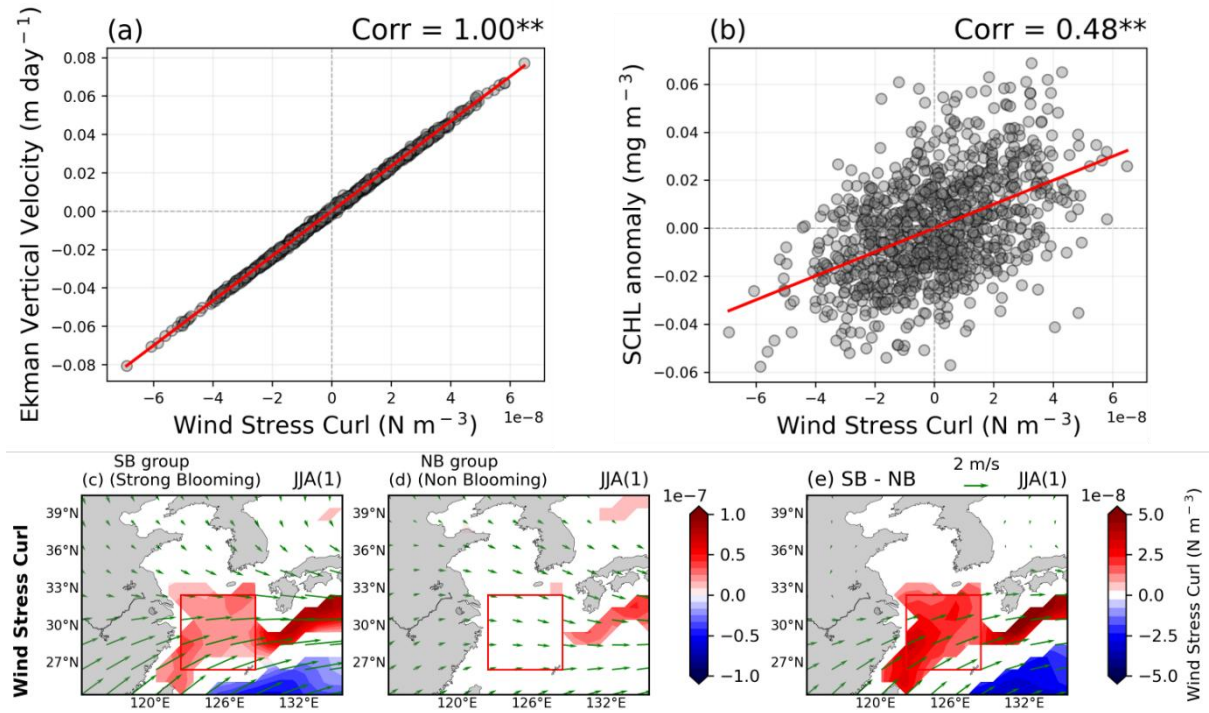 (a)
Corr = 1.00**
Ekman Vertical Velocity (m day⁻¹)
0.08
0.06
0.04
0.02
0.00
−0.02
−0.04
−0.06
−0.08
−6
−4
−2
0
2
4
6
1e-8
Wind Stress Curl (N m⁻³)
(b)
Corr = 0.48**
SCHL anomaly (mg m⁻³)
0.06
0.04
0.02
0.00
−0.02
−0.04
−0.06
−6
−4
−2
0
2
4
6
1e-8
Wind Stress Curl (N m⁻³)
Wind Stress Curl
SB group
(c) (Strong Blooming)
JJA(1)
39°N
36°N
33°N
30°N
27°N
120°E
126°E
132°E
NB group
(d) (Non Blooming)
JJA(1)
39°N
36°N
33°N
30°N
27°N
120°E
126°E
132°E
1e-7
1.0
0.5
0.0
−0.5
−1.0
(e) SB - NB
2 m/s
JJA(1)
39°N
36°N
33°N
30°N
27°N
120°E
126°E
132°E
1e-8
5.0
2.5
0.0
−2.5
−5.0
Wind Stress Curl (N m⁻³)